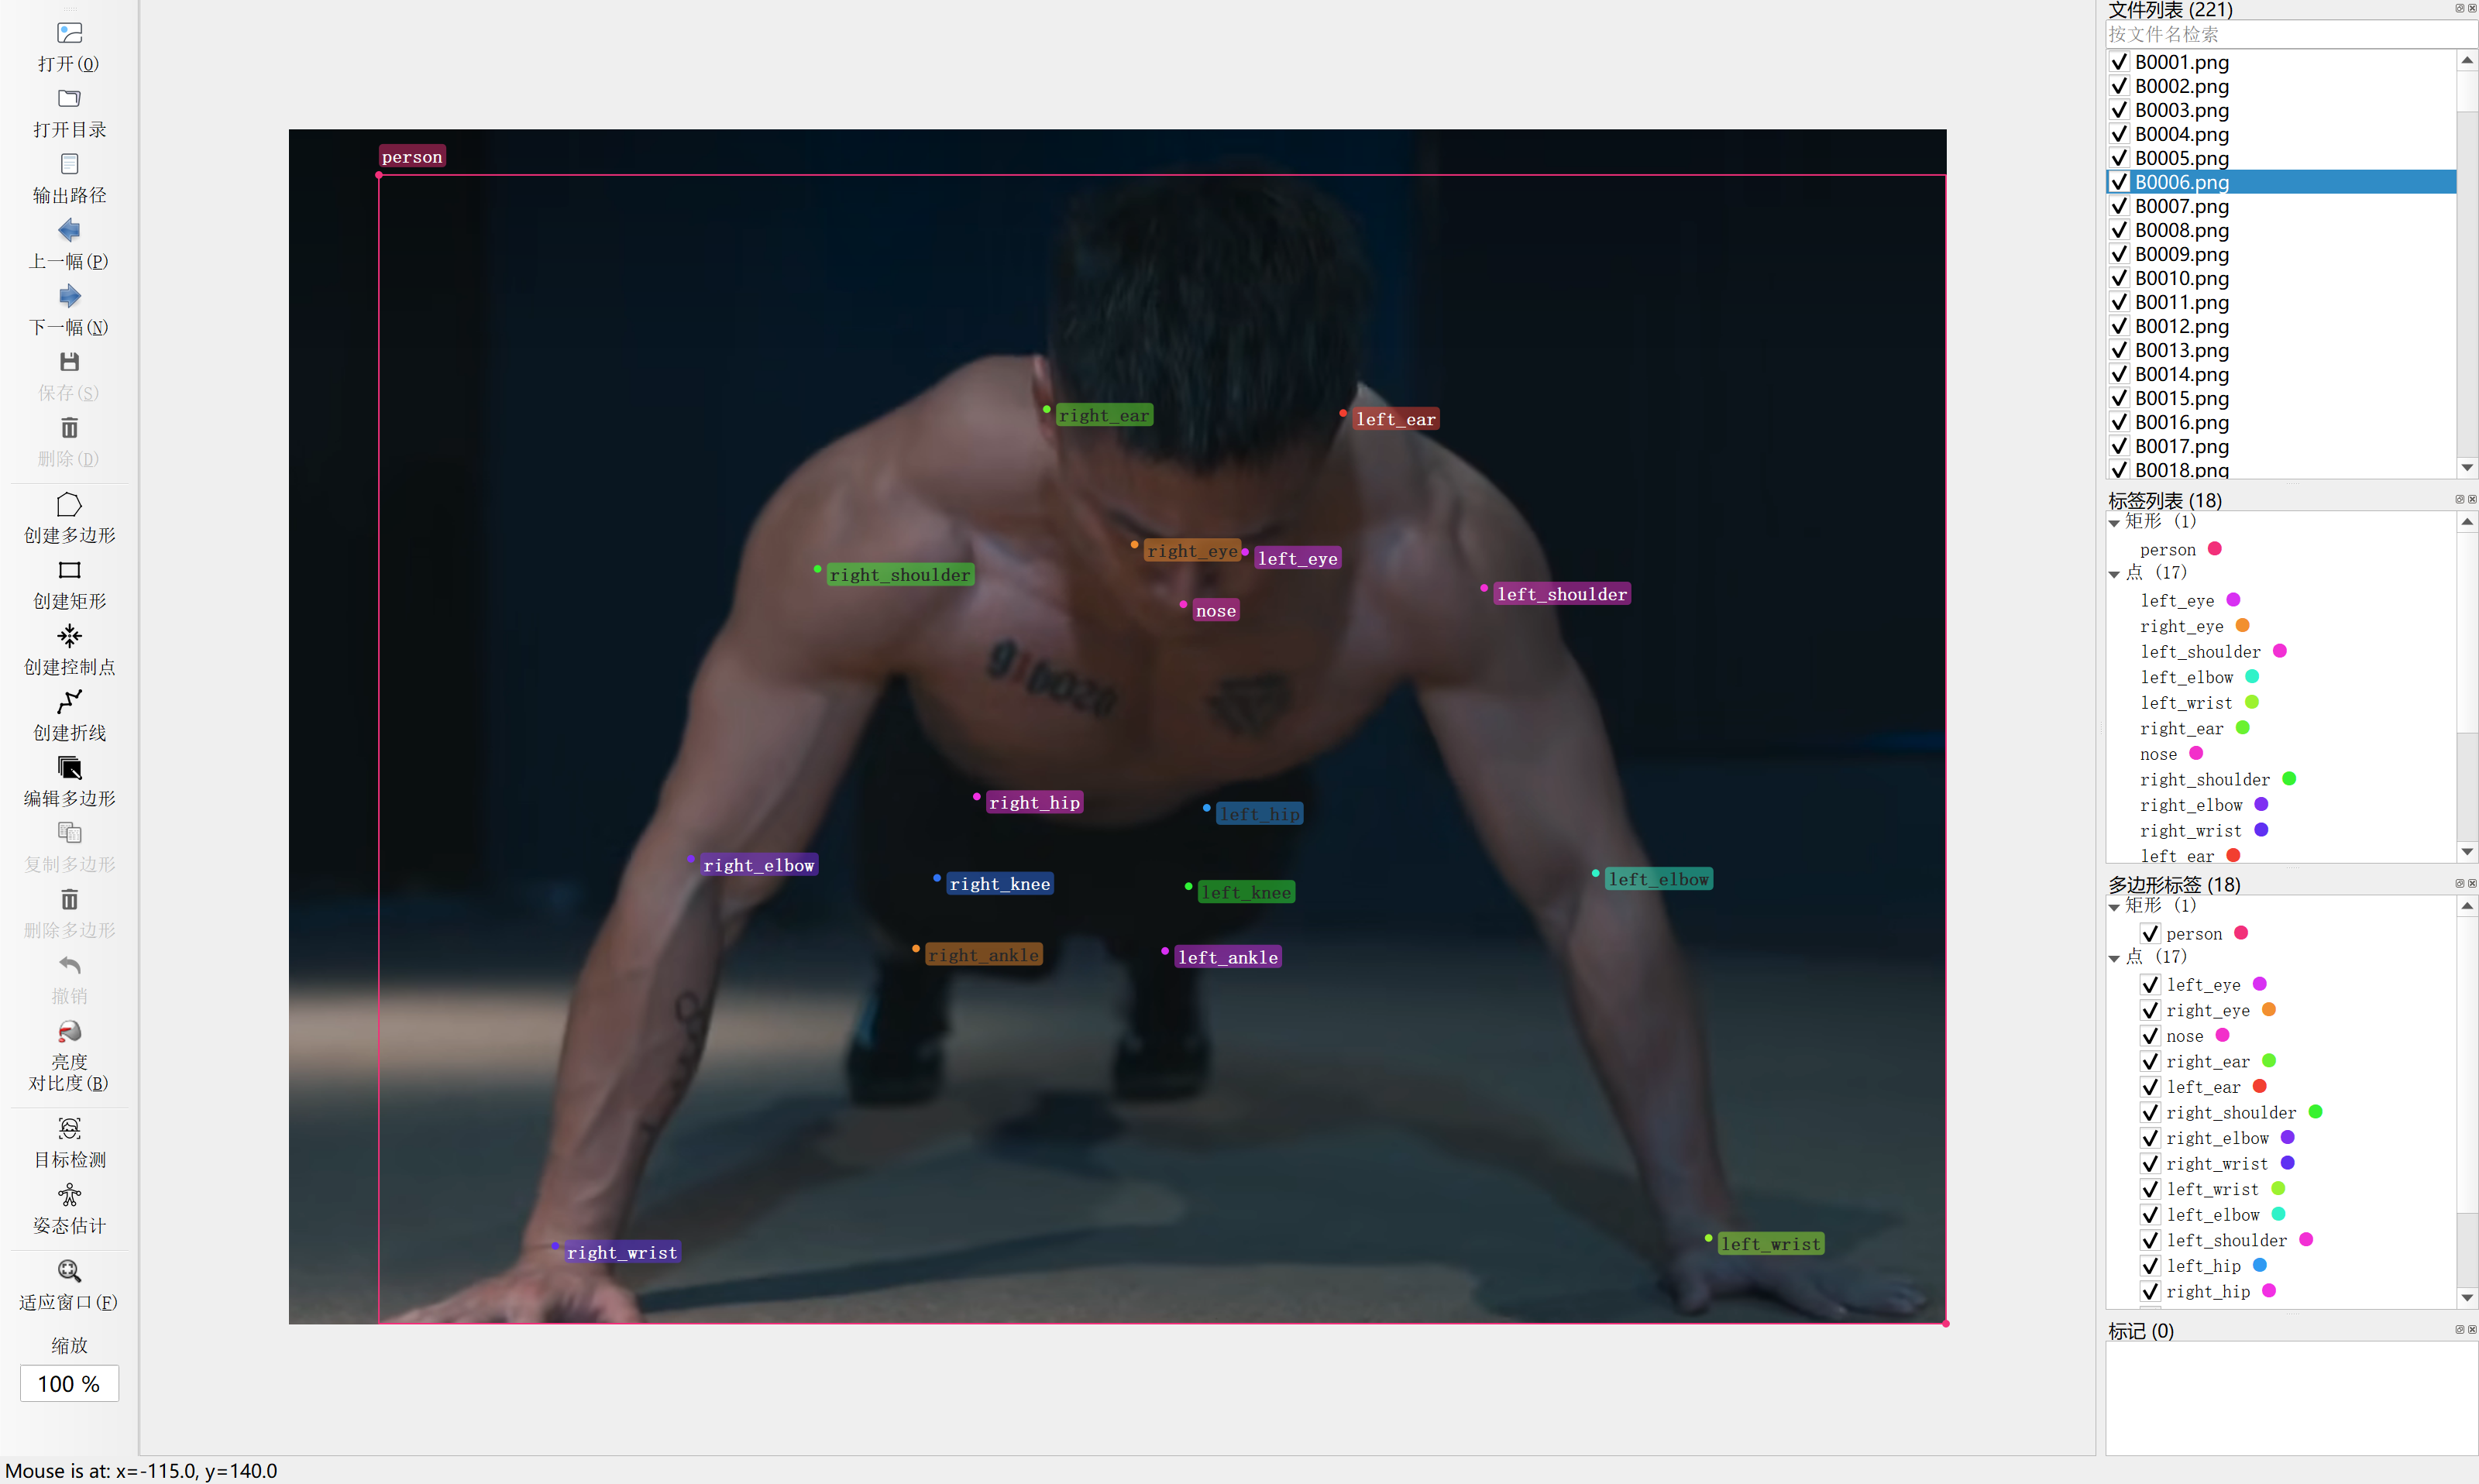 打开(O)
打开目录
输出路径
上一幅(P)
下一幅(N)
保存(S)
删除(D)
创建多边形
创建矩形
创建控制点
创建折线
编辑多边形
复制多边形
删除多边形
撤销
亮度
对比度(B)
目标检测
姿态估计
适应窗口(F)
缩放
100 %
person
right_ear
left_ear
right_eye
left_eye
right_shoulder
left_shoulder
nose
right_hip
left_hip
right_elbow
left_elbow
right_knee
left_knee
right_ankle
left_ankle
right_wrist
left_wrist
文件列表 (221)
按文件名检索
B0001.png
B0002.png
B0003.png
B0004.png
B0005.png
B0006.png
B0007.png
B0008.png
B0009.png
B0010.png
B0011.png
B0012.png
B0013.png
B0014.png
B0015.png
B0016.png
B0017.png
B0018.png
标签列表 (18)
矩形 (1)
person
点 (17)
left_eye
right_eye
left_shoulder
left_elbow
left_wrist
right_ear
nose
right_shoulder
right_elbow
right_wrist
left_ear
多边形标签 (18)
矩形 (1)
person
点 (17)
left_eye
right_eye
nose
right_ear
left_ear
right_shoulder
right_elbow
right_wrist
left_wrist
left_elbow
left_shoulder
left_hip
right_hip
标记 (0)
Mouse is at: x=-115.0, y=140.0